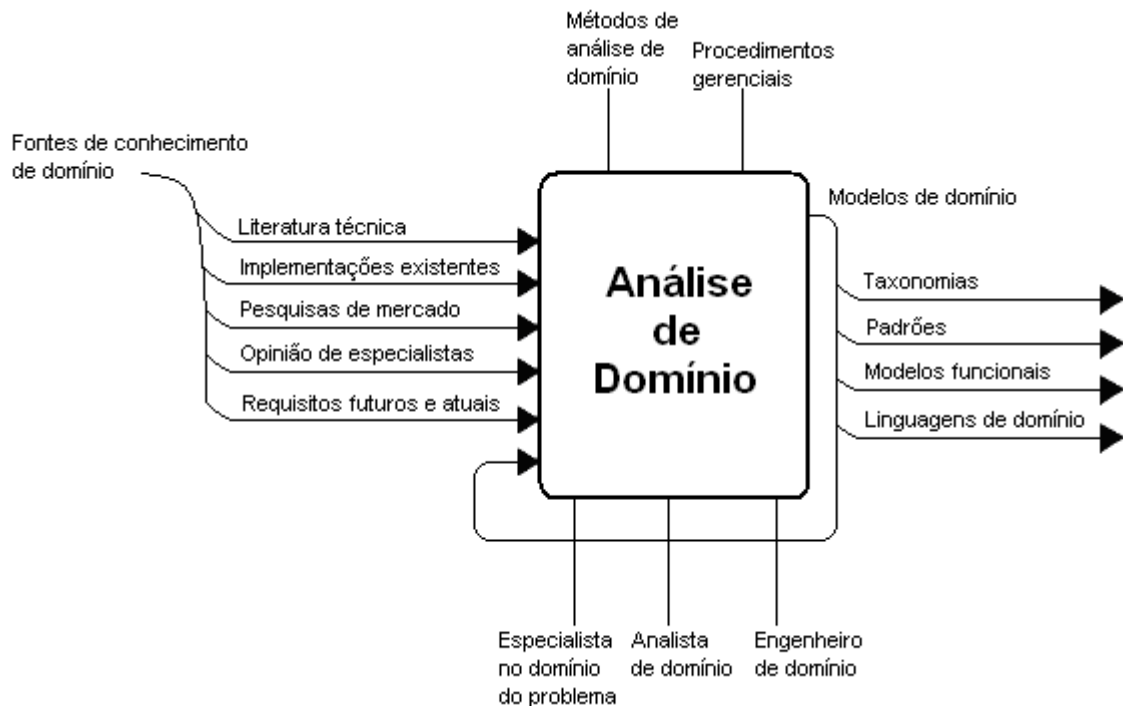 Métodos de
análise de
domínio
Procedimentos
gerenciais
Fontes de conhecimento
de domínio
Literatura técnica
Implementações existentes
Pesquisas de mercado
Opinião de especialistas
Requisitos futuros e atuais
Análise
de
Domínio
Modelos de domínio
Taxonomias
Padrões
Modelos funcionais
Linguagens de domínio
Especialista
no domínio
do problema
Analista
de domínio
Engenheiro
de domínio